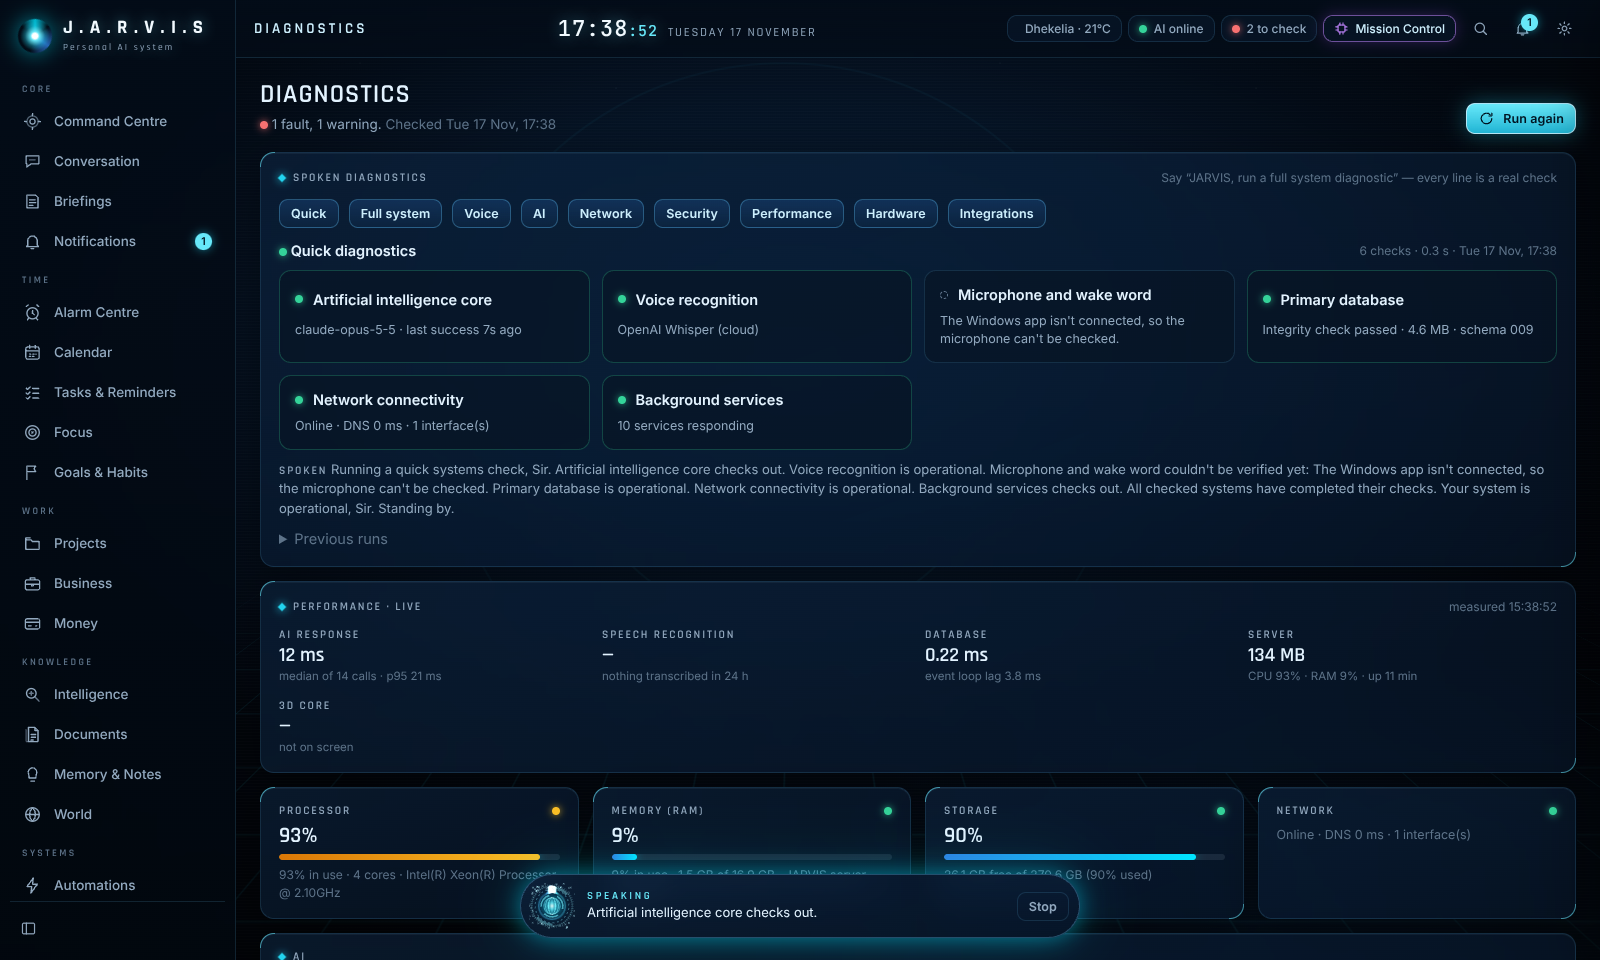 J.A.R.V.I.S
Personal AI system
DIAGNOSTICS
17:38:52 TUESDAY 17 NOVEMBER
Dhekelia · 21°C
AI online
2 to check
Mission Control
1
CORE
Command Centre
Conversation
Briefings
Notifications 1
TIME
Alarm Centre
Calendar
Tasks & Reminders
Focus
Goals & Habits
WORK
Projects
Business
Money
KNOWLEDGE
Intelligence
Documents
Memory & Notes
World
SYSTEMS
Automations
DIAGNOSTICS
1 fault, 1 warning. Checked Tue 17 Nov, 17:38
Run again
SPOKEN DIAGNOSTICS
Say “JARVIS, run a full system diagnostic” — every line is a real check
Quick
Full system
Voice
AI
Network
Security
Performance
Hardware
Integrations
Quick diagnostics
6 checks · 0.3 s · Tue 17 Nov, 17:38
Artificial intelligence core
claude-opus-5-5 · last success 7s ago
Voice recognition
OpenAI Whisper (cloud)
Microphone and wake word
The Windows app isn't connected, so the
microphone can't be checked.
Primary database
Integrity check passed · 4.6 MB · schema 009
Network connectivity
Online · DNS 0 ms · 1 interface(s)
Background services
10 services responding
SPOKEN Running a quick systems check, Sir. Artificial intelligence core checks out. Voice recognition is operational. Microphone and wake word couldn't be verified yet: The Windows app isn't connected, so
the microphone can't be checked. Primary database is operational. Network connectivity is operational. Background services checks out. All checked systems have completed their checks. Your system is
operational, Sir. Standing by.
Previous runs
PERFORMANCE · LIVE
measured 15:38:52
AI RESPONSE
12 ms
median of 14 calls · p95 21 ms
SPEECH RECOGNITION
—
nothing transcribed in 24 h
DATABASE
0.22 ms
event loop lag 3.8 ms
SERVER
134 MB
CPU 93% · RAM 9% · up 11 min
3D CORE
—
not on screen
PROCESSOR
93%
93% in use · 4 cores · Intel(R) Xeon(R) Processor
@ 2.10GHz
MEMORY (RAM)
9%
STORAGE
90%
6 GB (90% used)
NETWORK
Online · DNS 0 ms · 1 interface(s)
SPEAKING
Artificial intelligence core checks out.
Stop
AI